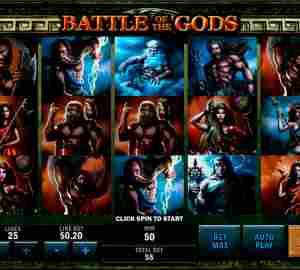 BATTLE OF THE GODS
CLICK SPIN TO START
LINES
25
LINE BET
$0.20
WIN
50
TOTAL BET
$5
BET MAX
AUTO PLAY